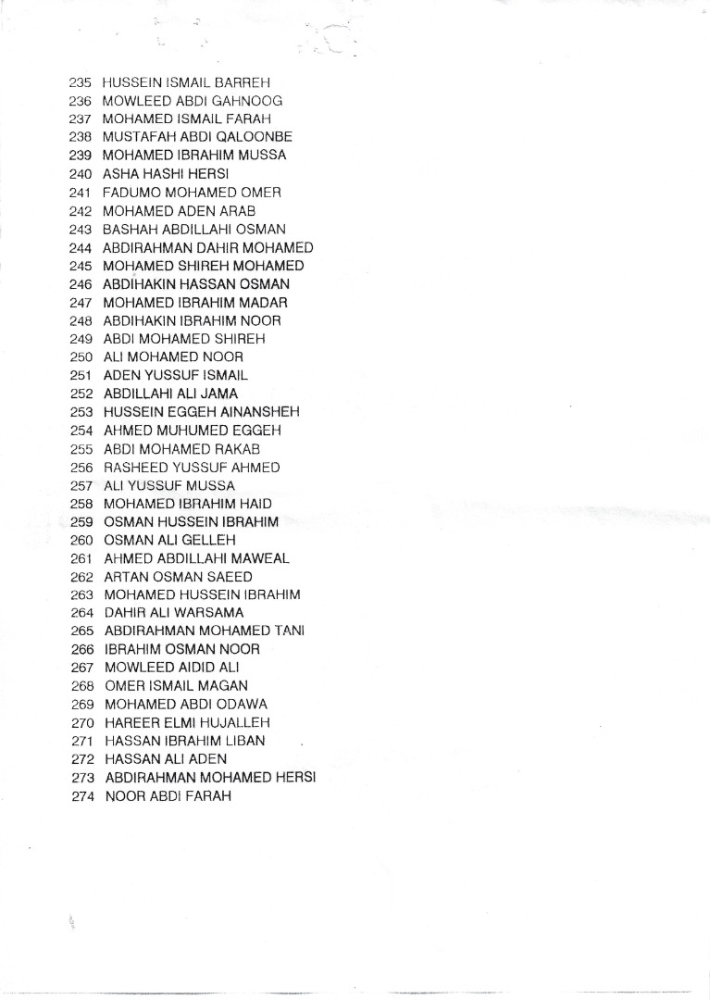 235 HUSSEIN ISMAIL BARREH
236 MOWLEED ABDI GAHNOOG
237 MOHAMED ISMAIL FARAH
238 MUSTAFAH ABDI QALOONBE
239 MOHAMED IBRAHIM MUSSA
240 ASHA HASHI HERSI
241 FADUMO MOHAMED OMER
242 MOHAMED ADEN ARAB
243 BASHAH ABDILLAHI OSMAN
244 ABDIRAHMAN DAHIR MOHAMED
245 MOHAMED SHIREH MOHAMED
246 ABDIHAKIN HASSAN OSMAN
247 MOHAMED IBRAHIM MADAR
248 ABDIHAKIN IBRAHIM NOOR
249 ABDI MOHAMED SHIREH
250 ALI MOHAMED NOOR
251 ADEN YUSSUF ISMAIL
252 ABDILLAHI ALI JAMA
253 HUSSEIN EGGEH AINANSHEH
254 AHMED MUHUMED EGGEH
255 ABDI MOHAMED RAKAB
256 RASHEED YUSSUF AHMED
257 ALI YUSSUF MUSSA
258 MOHAMED IBRAHIM HAID
259 OSMAN HUSSEIN IBRAHIM
260 OSMAN ALI GELLEH
261 AHMED ABDILLAHI MAWEAL
262 ARTAN OSMAN SAEED
263 MOHAMED HUSSEIN IBRAHIM
264 DAHIR ALI WARSAMA
265 ABDIRAHMAN MOHAMED TANI
266 IBRAHIM OSMAN NOOR
267 MOWLEED AIDID ALI
268 OMER ISMAIL MAGAN
269 MOHAMED ABDI ODAWA
270 HAREER ELMI HUJALLEH
271 HASSAN IBRAHIM LIBAN
272 HASSAN ALI ADEN
273 ABDIRAHMAN MOHAMED HERSI
274 NOOR ABDI FARAH